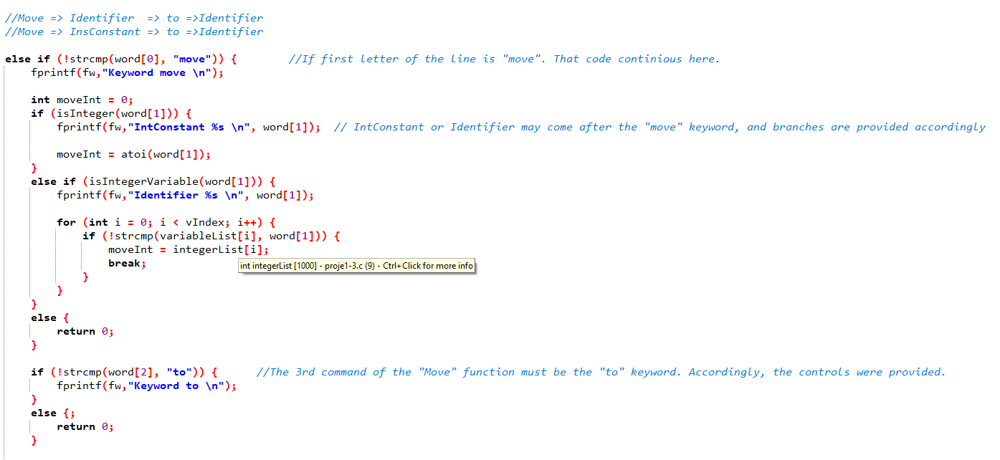 //Move => Identifier  => to =>Identifier
//Move => InsConstant => to =>Identifier
else if (!strcmp(word[0], "move")) {        //If first letter of the line is "move". That code continious here.
    fprintf(fw,"Keyword move \n");
    int moveInt = 0;
    if (isInteger(word[1])) {
        fprintf(fw,"IntConstant %s \n", word[1]);  // IntConstant or Identifier may come after the "move" keyword, and branches are provided accordingly
        moveInt = atoi(word[1]);
    }
    else if (isIntegerVariable(word[1])) {
        fprintf(fw,"Identifier %s \n", word[1]);
        for (int i = 0; i < vIndex; i++) {
            if (!strcmp(variableList[i], word[1])) {
                moveInt = integerList[i];
                break;
int integerList [1000] - proje1-3.c (9) - Ctrl+Click for more info
            }
        }
    }
    else {
        return 0;
    }
    if (!strcmp(word[2], "to")) {      //The 3rd command of the "Move" function must be the "to" keyword. Accordingly, the controls were provided.
        fprintf(fw,"Keyword to \n");
    }
    else {;
        return 0;
    }